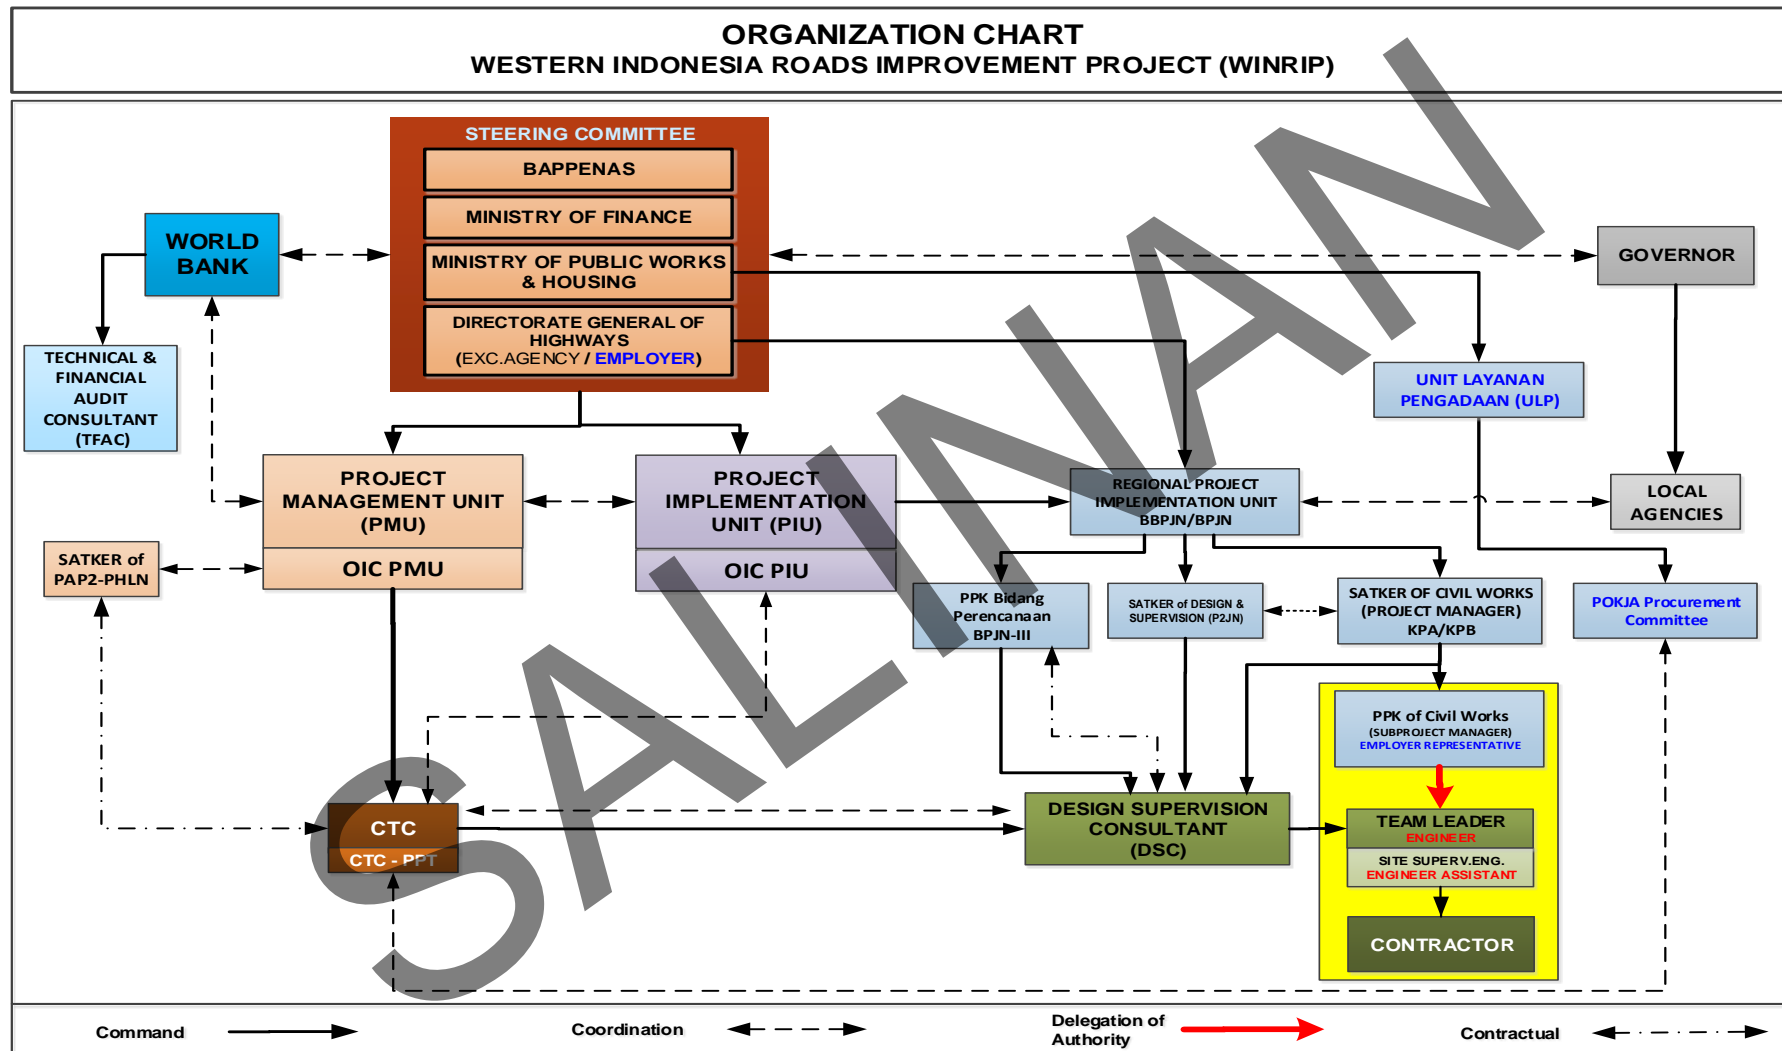 ORGANIZATION CHART
WESTERN INDONESIA ROADS IMPROVEMENT PROJECT (WINRIP)
STEERING COMMITTEE
BAPPENAS
MINISTRY OF FINANCE
MINISTRY OF PUBLIC WORKS
& HOUSING
DIRECTORATE GENERAL OF
HIGHWAYS
(EXC.AGENCY / EMPLOYER)
WORLD
BANK
GOVERNOR
TECHNICAL &
FINANCIAL
AUDIT
CONSULTANT
(TFAC)
UNIT LAYANAN
PENGADAAN (ULP)
PROJECT
MANAGEMENT UNIT
(PMU)
OIC PMU
PROJECT
IMPLEMENTATION
UNIT (PIU)
OIC PIU
REGIONAL PROJECT
IMPLEMENTATION UNIT
BBPJN/BPJN
LOCAL
AGENCIES
SATKER of
PAP2-PHLN
PPK Bidang
Perencanaan
BPJN-III
SATKER of DESIGN &
SUPERVISION (P2JN)
SATKER OF CIVIL WORKS
(PROJECT MANAGER)
KPA/KPB
POKJA Procurement
Committee
PPK of Civil Works
(SUBPROJECT MANAGER)
EMPLOYER REPRESENTATIVE
CTC
CTC - PPT
DESIGN SUPERVISION
CONSULTANT
(DSC)
TEAM LEADER
ENGINEER
SITE SUPERV.ENG.
ENGINEER ASSISTANT
CONTRACTOR
SALINAN
Command
Coordination
Delegation of
Authority
Contractual